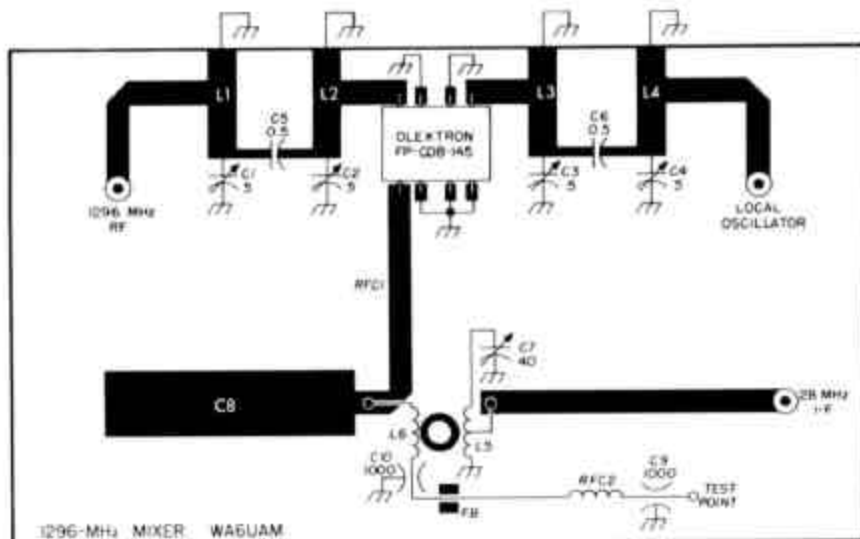 L1
L2
L3
L4
C5
0.5
C6
0.5
OLEKTRON
FP-CDB-145
C1
5
C2
5
C3
5
C4
5
1296 MHz
RF
LOCAL
OSCILLATOR
RFC1
C7
40
C8
28 MHz
I-F
L6
L5
C10
1000
C9
1000
RFC2
TEST
POINT
FB
1296-MHz MIXER WA6UAM